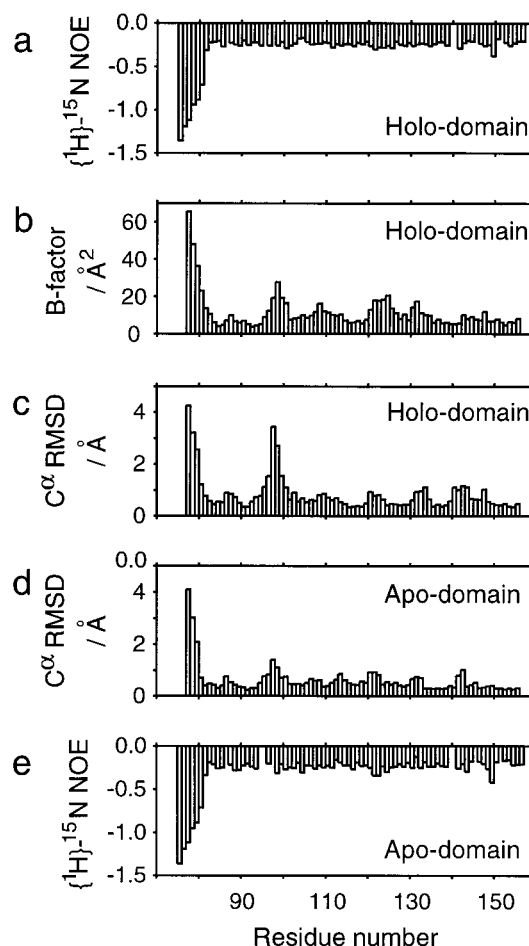 a
{¹H}-¹⁵N NOE
0.0
-0.5
-1.0
-1.5
Holo-domain
b
B-factor
/ Å²
60
40
20
0
Holo-domain
c
Cᵅ RMSD
/ Å
4
2
0
Holo-domain
d
Cᵅ RMSD
/ Å
0.0
4
2
0
Apo-domain
e
{¹H}-¹⁵N NOE
0.0
-0.5
-1.0
-1.5
Apo-domain
90 110 130 150
Residue number